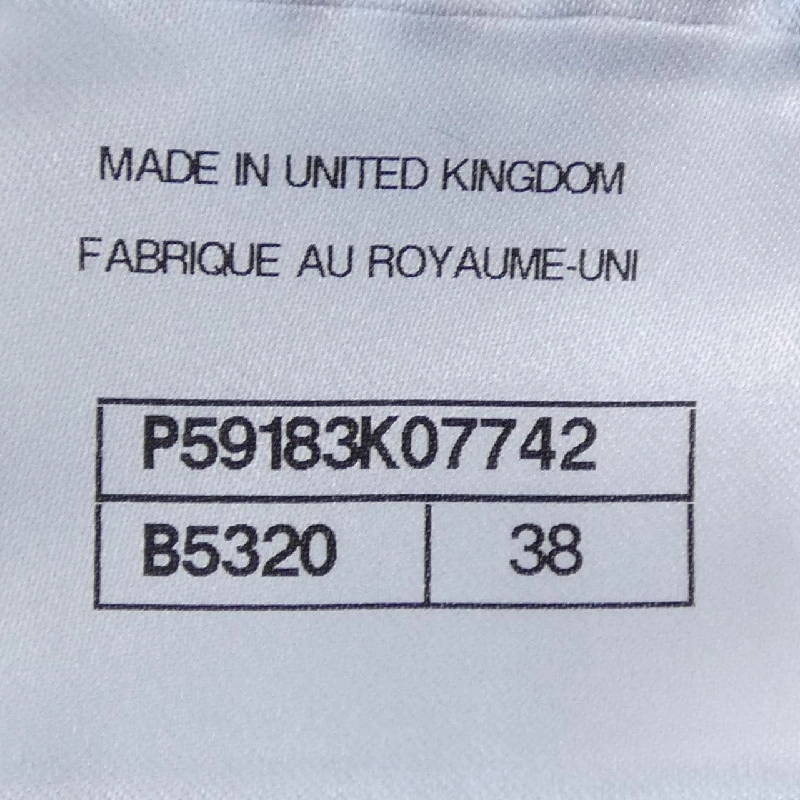 MADE IN UNITED KINGDOM
FABRIQUE AU ROYAUME-UNI
P59183K07742
B5320 38